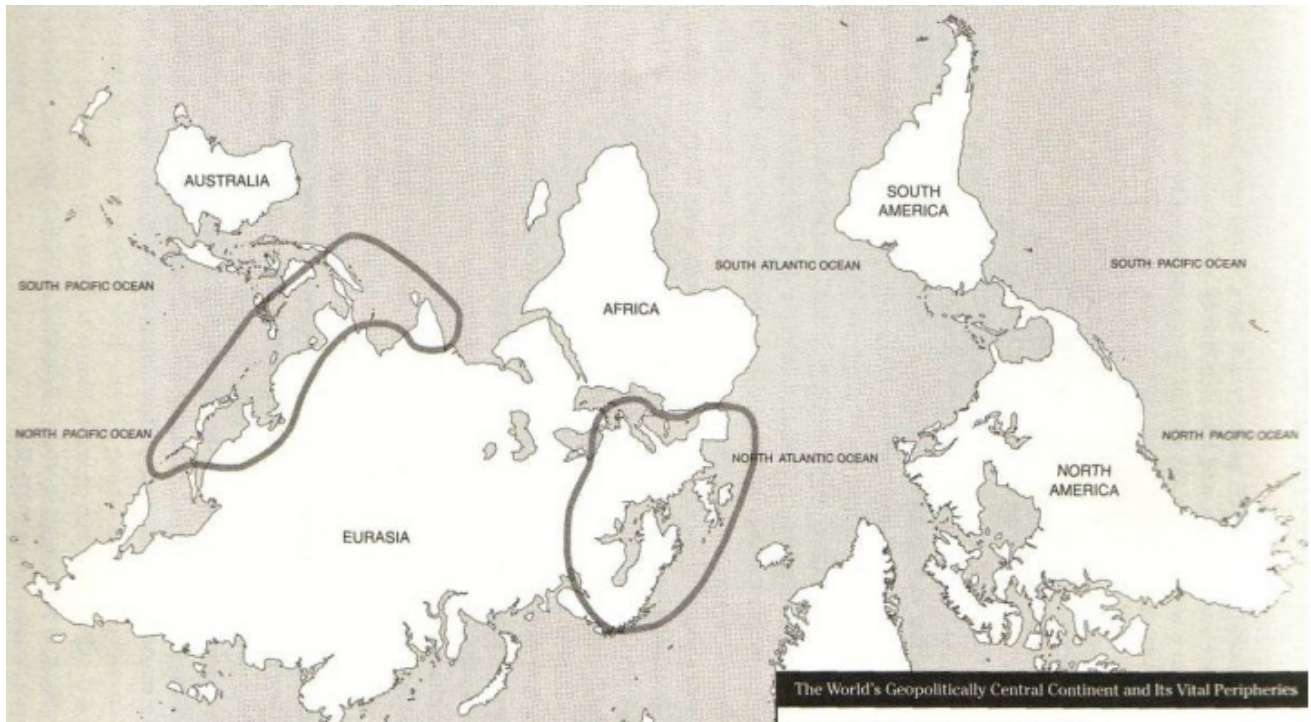 AUSTRALIA
SOUTH
AMERICA
SOUTH PACIFIC OCEAN
SOUTH ATLANTIC OCEAN
SOUTH PACIFIC OCEAN
AFRICA
NORTH PACIFIC OCEAN
NORTH ATLANTIC OCEAN
NORTH PACIFIC OCEAN
NORTH
AMERICA
EURASIA
The World's Geopolitically Central Continent and Its Vital Peripheries